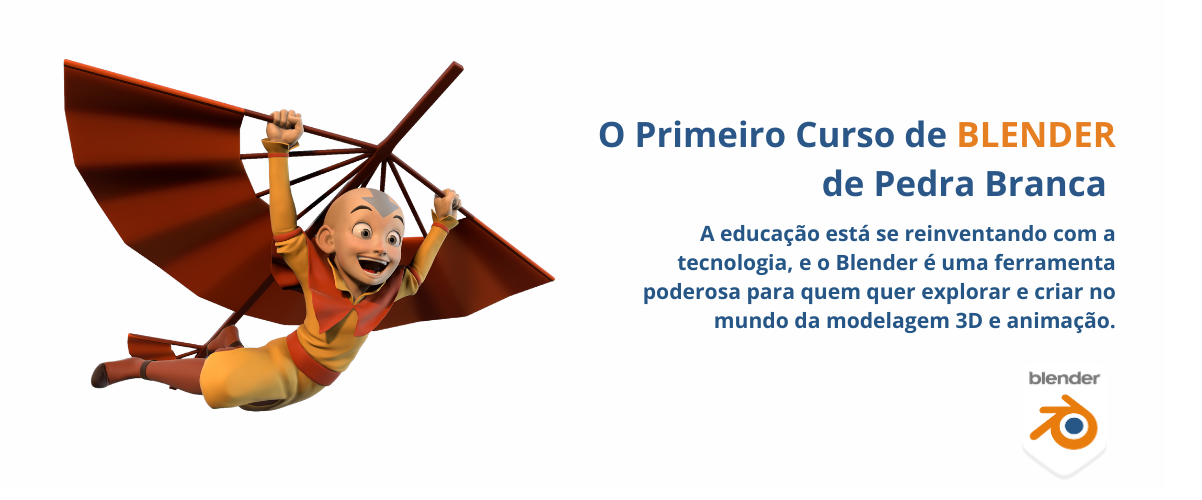 O Primeiro Curso de BLENDER
de Pedra Branca
A educação está se reinventando com a
tecnologia, e o Blender é uma ferramenta
poderosa para quem quer explorar e criar no
mundo da modelagem 3D e animação.
blender